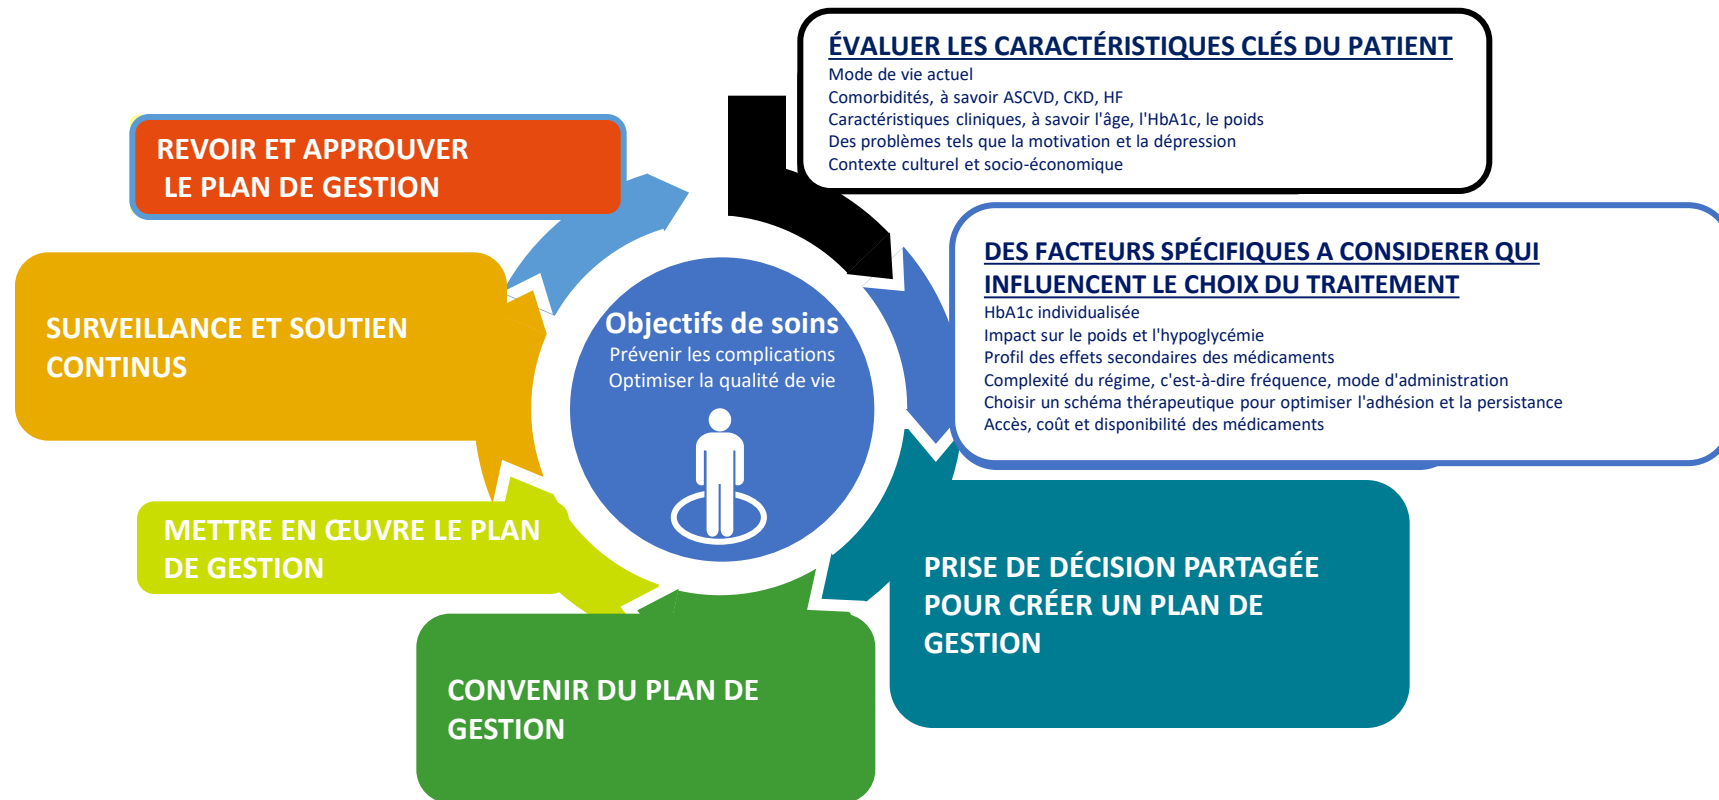 ÉVALUER LES CARACTÉRISTIQUES CLÉS DU PATIENT
Mode de vie actuel
Comorbidités, à savoir ASCVD, CKD, HF
Caractéristiques cliniques, à savoir l'âge, l'HbA1c, le poids
Des problèmes tels que la motivation et la dépression
Contexte culturel et socio-économique
DES FACTEURS SPÉCIFIQUES A CONSIDERER QUI
INFLUENCENT LE CHOIX DU TRAITEMENT
HbA1c individualisée
Impact sur le poids et l'hypoglycémie
Profil des effets secondaires des médicaments
Complexité du régime, c'est-à-dire fréquence, mode d'administration
Choisir un schéma thérapeutique pour optimiser l'adhésion et la persistance
Accès, coût et disponibilité des médicaments
PRISE DE DÉCISION PARTAGÉE
POUR CRÉER UN PLAN DE
GESTION
CONVENIR DU PLAN DE
GESTION
METTRE EN ŒUVRE LE PLAN
DE GESTION
SURVEILLANCE ET SOUTIEN
CONTINUS
REVOIR ET APPROUVER
LE PLAN DE GESTION
Objectifs de soins
Prévenir les complications
Optimiser la qualité de vie